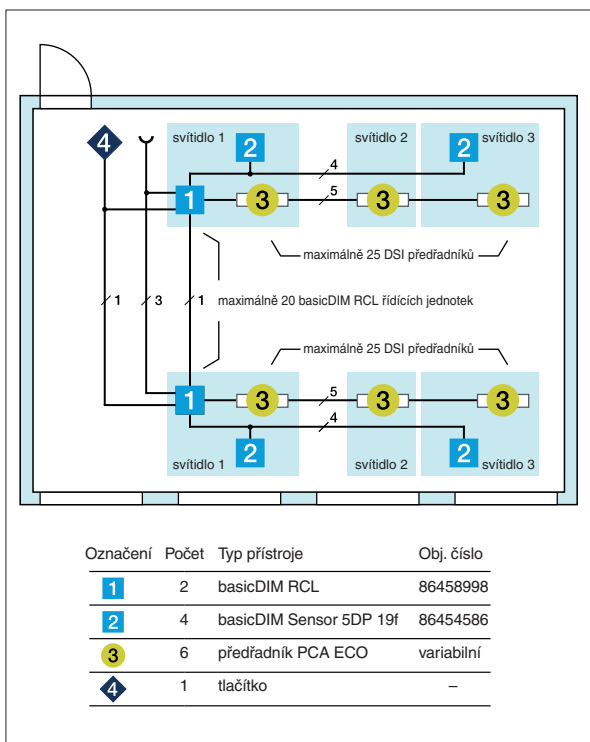 4
svítidlo 1
2
svítidlo 2
2
svítidlo 3
4
1
3
5
3
3
maximálně 25 DSI předřadníků
1
3
1
maximálně 20 basicDIM RCL řídících jednotek
maximálně 25 DSI předřadníků
1
3
5
3
3
4
svítidlo 1
2
svítidlo 2
2
svítidlo 3
Označení Počet Typ přístroje Obj. číslo
1 2 basicDIM RCL 86458998
2 4 basicDIM Sensor 5DP 19f 86454586
3 6 předřadník PCA ECO variabilní
4 1 tlačítko –